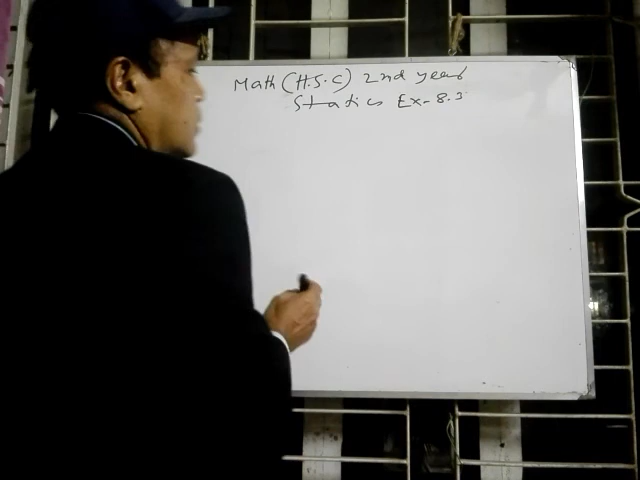 Math (H.S.C) 2nd year
Statics Ex-8.3